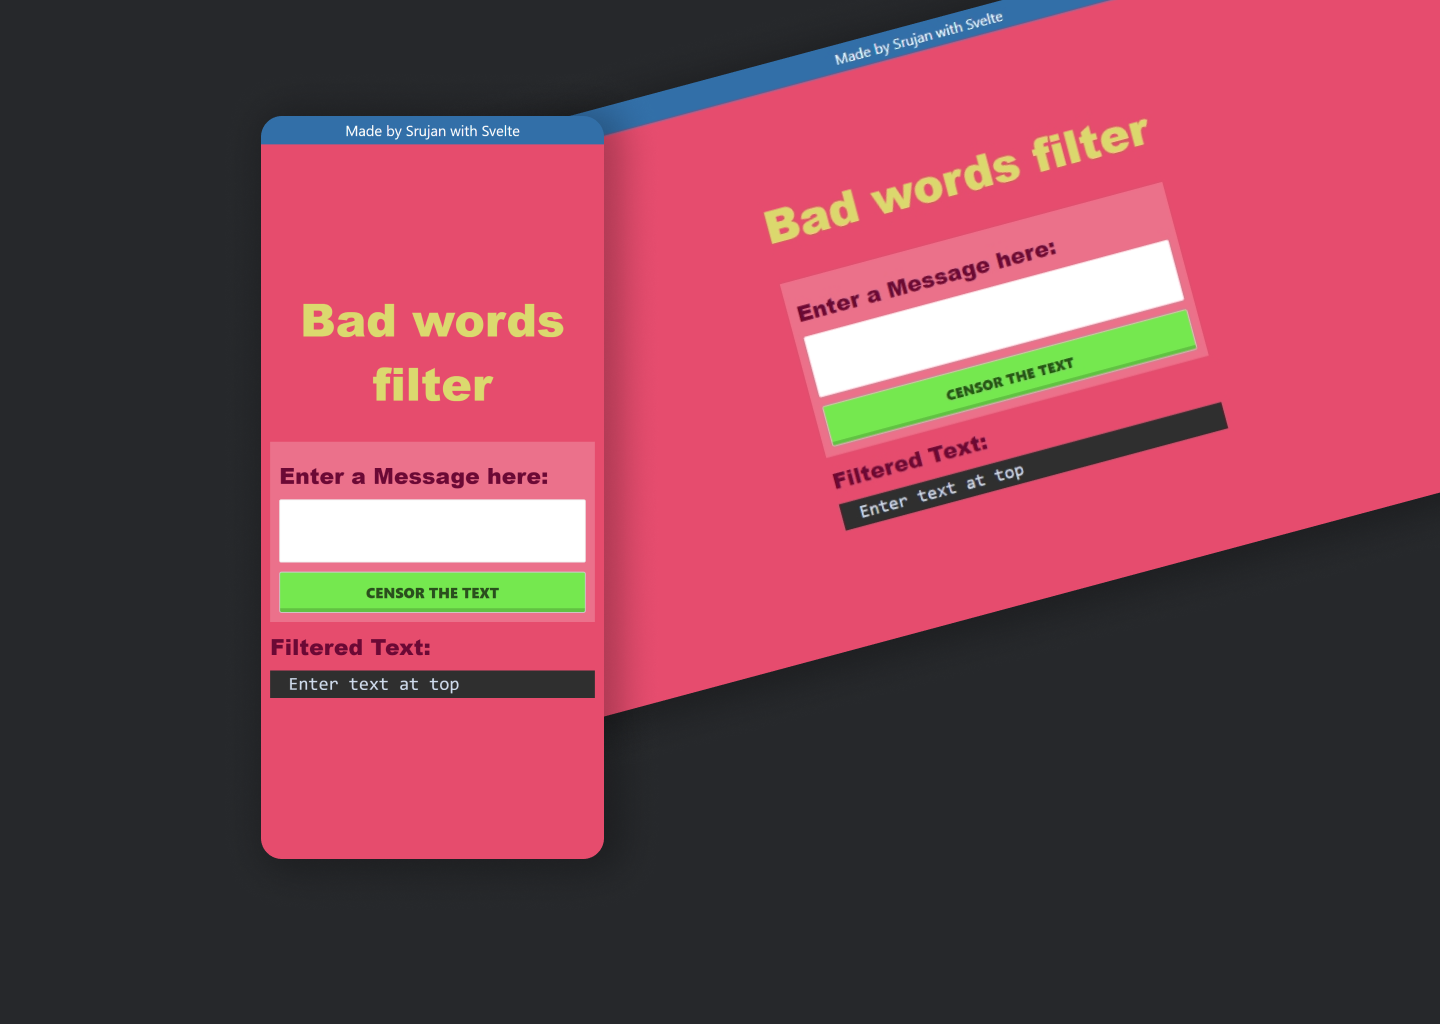 Made by Srujan with Svelte
Bad words
filter
Enter a Message here:
CENSOR THE TEXT
Filtered Text:
Enter text at top
Made by Srujan with Svelte
Bad words filter
Enter a Message here:
CENSOR THE TEXT
Filtered Text:
Enter text at top